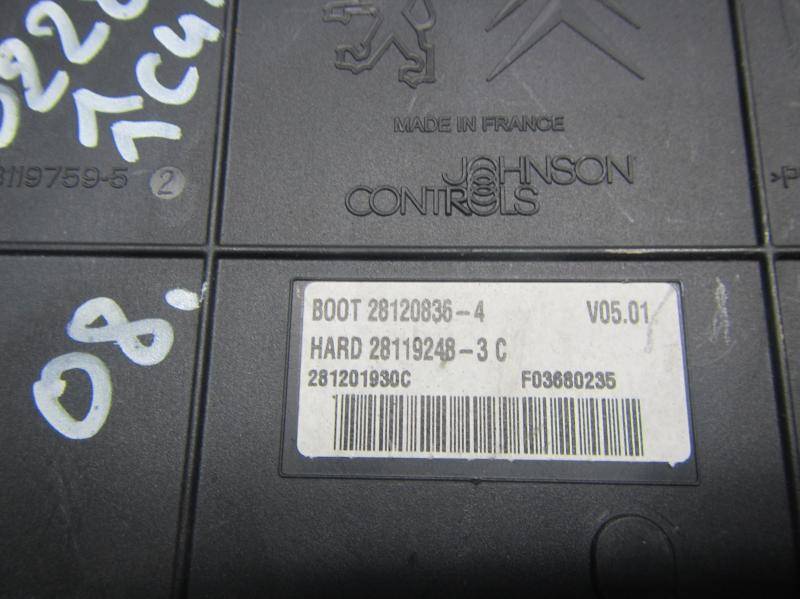 TC4
MADE IN FRANCE
JOHNSON
CONTROLS
119759-5 2
>P
08.
BOOT 28120836-4 V05.01
HARD 28119248-3 C
281201930C F03680235